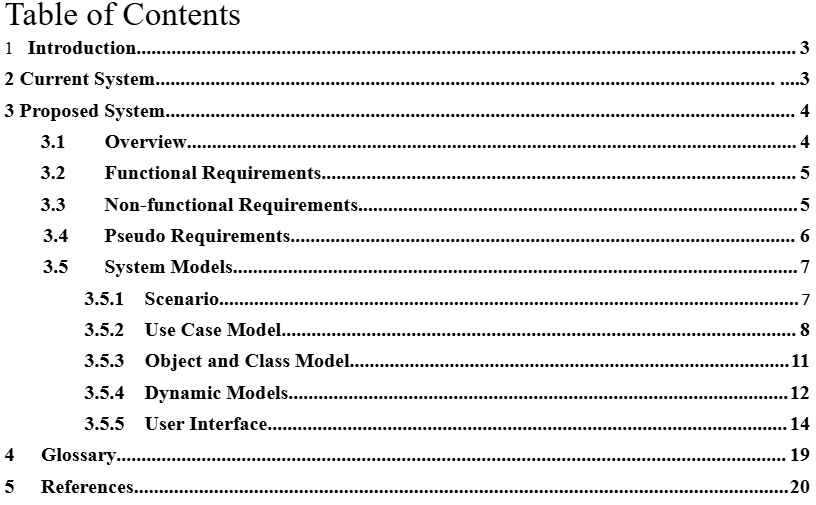 Table of Contents
1 Introduction.................................................................................................................. 3
2 Current System........................................................................................................... ....3
3 Proposed System............................................................................................................. 4
3.1 Overview......................................................................................................... 4
3.2 Functional Requirements.................................................................................. 5
3.3 Non-functional Requirements...........................................................................5
3.4 Pseudo Requirements....................................................................................... 6
3.5 System Models.................................................................................................7
3.5.1 Scenario....................................................................................................7
3.5.2 Use Case Model......................................................................................... 8
3.5.3 Object and Class Model............................................................................11
3.5.4 Dynamic Models......................................................................................12
3.5.5 User Interface..........................................................................................14
4 Glossary................................................................................................................... 19
5 References.................................................................................................................20